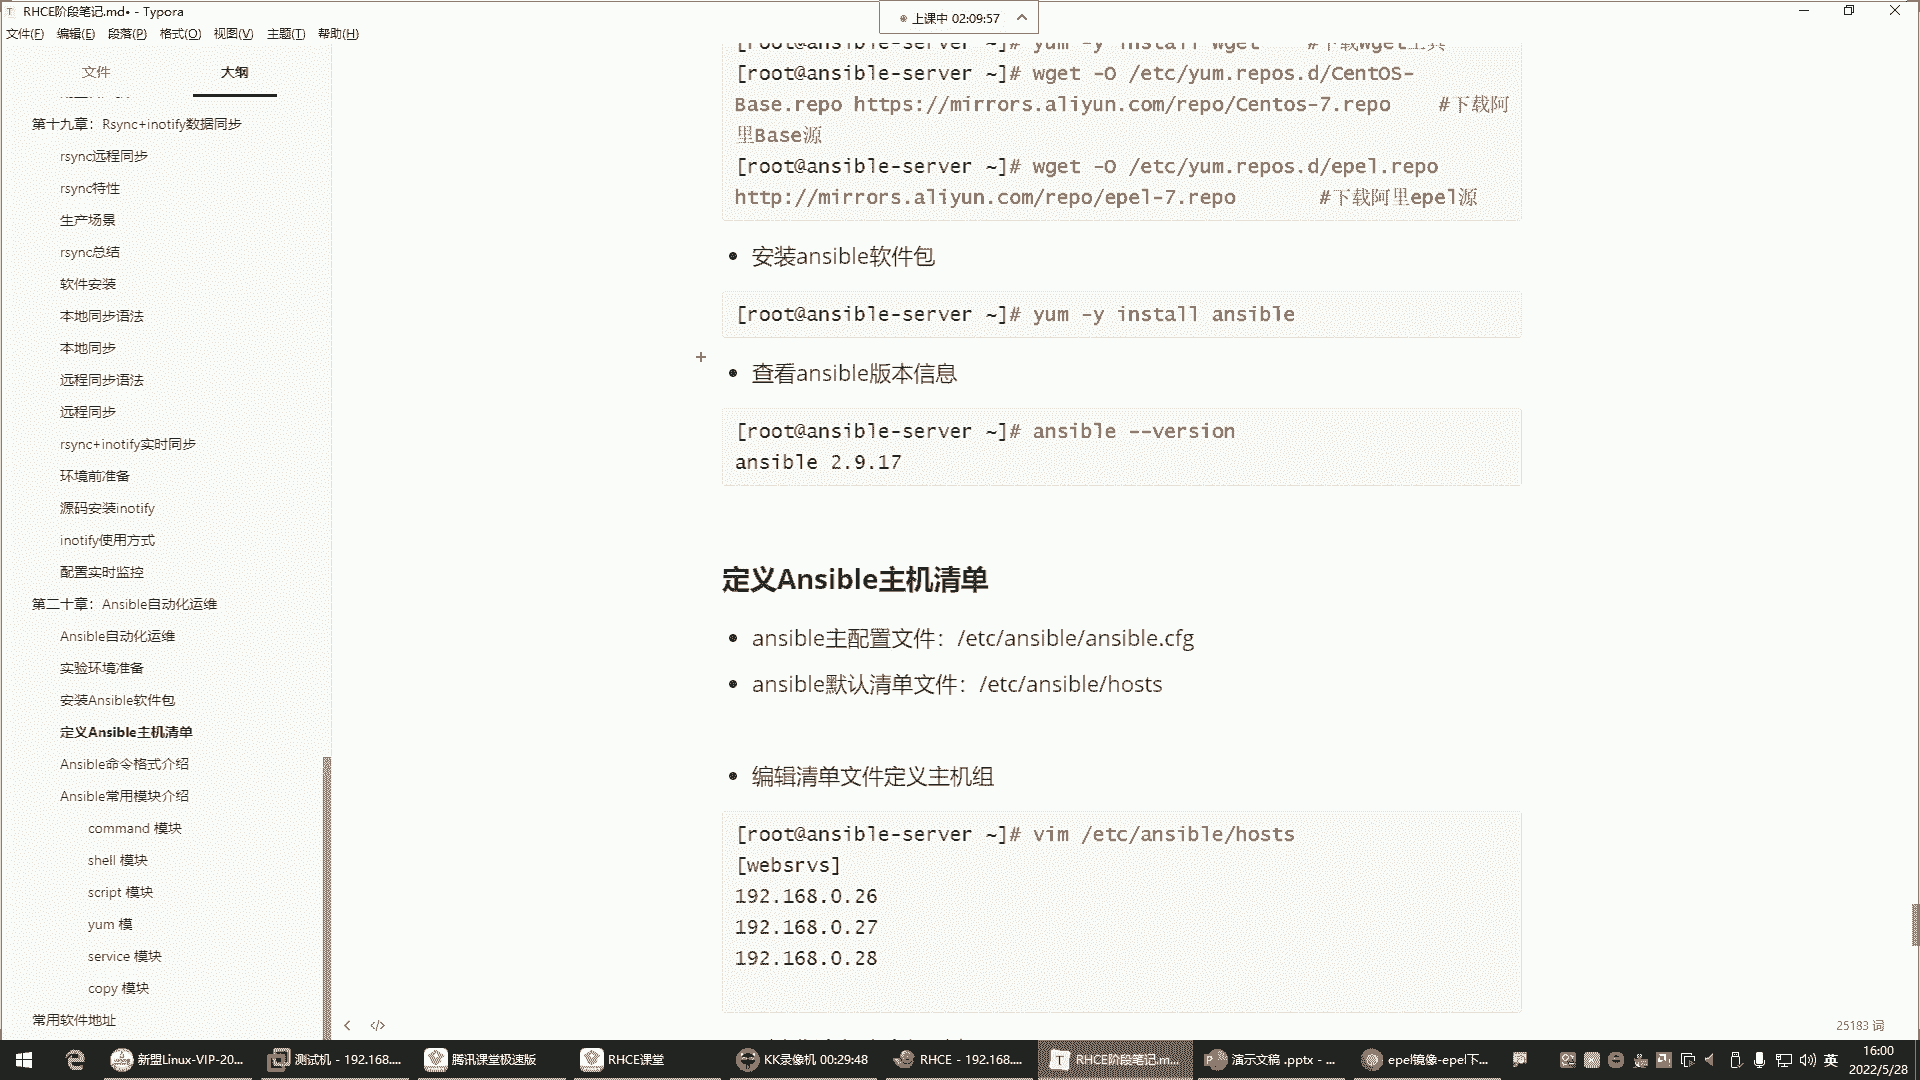 RHCE阶段笔记.md• - Typora
上课中 02:09:57
文件(F) 编辑(E) 段落(P) 格式(O) 视图(V) 主题(T) 帮助(H)
文件 大纲
第十九章：Rsync+inotify数据同步
rsync远程同步
rsync特性
生产场景
rsync总结
软件安装
本地同步语法
本地同步
远程同步语法
远程同步
rsync+inotify实时同步
环境前准备
源码安装inotify
inotify使用方式
配置实时监控
第二十章：Ansible自动化运维
Ansible自动化运维
实验环境准备
安装Ansible软件包
定义Ansible主机清单
Ansible命令格式介绍
Ansible常用模块介绍
command 模块
shell 模块
script 模块
yum 模
service 模块
copy 模块
常用软件地址
[root@ansible-server ~]# yum -y install wget #下载wget工具
[root@ansible-server ~]# wget -O /etc/yum.repos.d/CentOS-
Base.repo https://mirrors.aliyun.com/repo/Centos-7.repo #下载阿
里Base源
[root@ansible-server ~]# wget -O /etc/yum.repos.d/epel.repo
http://mirrors.aliyun.com/repo/epel-7.repo #下载阿里epel源
安装ansible软件包
[root@ansible-server ~]# yum -y install ansible
查看ansible版本信息
[root@ansible-server ~]# ansible --version
ansible 2.9.17
定义Ansible主机清单
ansible主配置文件：/etc/ansible/ansible.cfg
ansible默认清单文件：/etc/ansible/hosts
编辑清单文件定义主机组
[root@ansible-server ~]# vim /etc/ansible/hosts
[websrvs]
192.168.0.26
192.168.0.27
192.168.0.28
25183 词
新盟Linux-VIP-20... 测试机 - 192.168.... 腾讯课堂极速版 RHCE课堂 KK录像机 00:29:48 RHCE - 192.168.... RHCE阶段笔记.m... 演示文稿 .pptx - ... epel镜像-epel下... 英 16:00
2022/5/28